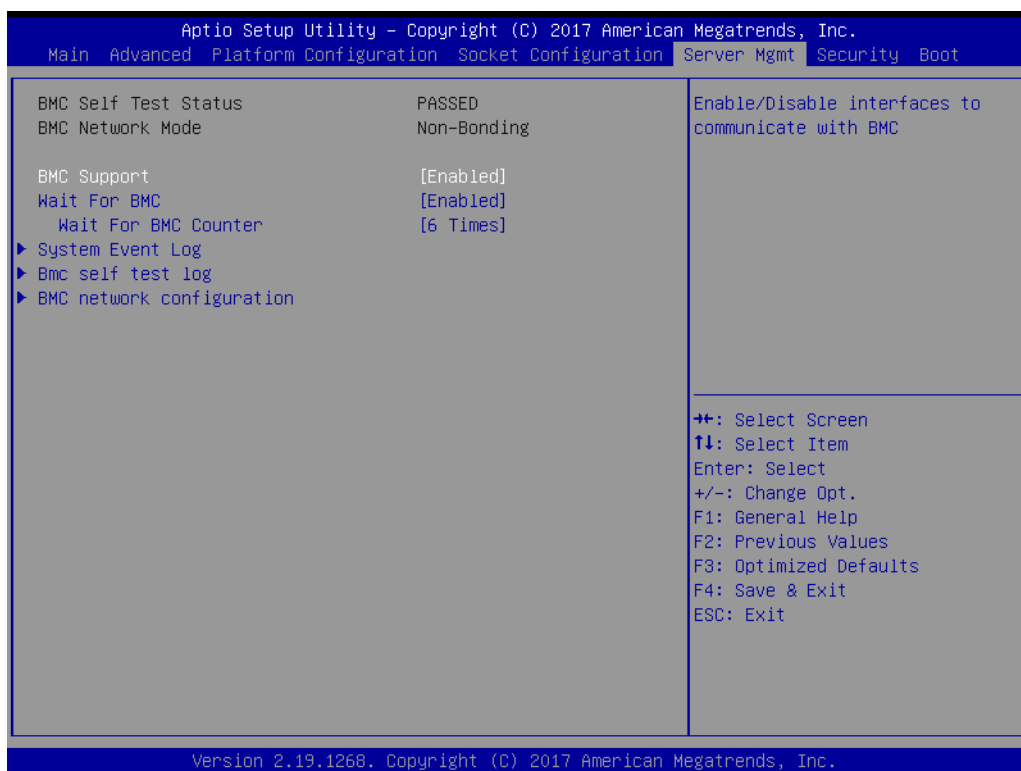 Aptio Setup Utility – Copyright (C) 2017 American Megatrends, Inc.
Main Advanced Platform Configuration Socket Configuration Server Mgmt Security Boot
BMC Self Test Status PASSED
BMC Network Mode Non-Bonding
BMC Support [Enabled]
Wait For BMC [Enabled]
Wait For BMC Counter [6 Times]
System Event Log
Bmc self test log
BMC network configuration
Enable/Disable interfaces to
communicate with BMC
→←: Select Screen
↑↓: Select Item
Enter: Select
+/-: Change Opt.
F1: General Help
F2: Previous Values
F3: Optimized Defaults
F4: Save & Exit
ESC: Exit
Version 2.19.1268. Copyright (C) 2017 American Megatrends, Inc.